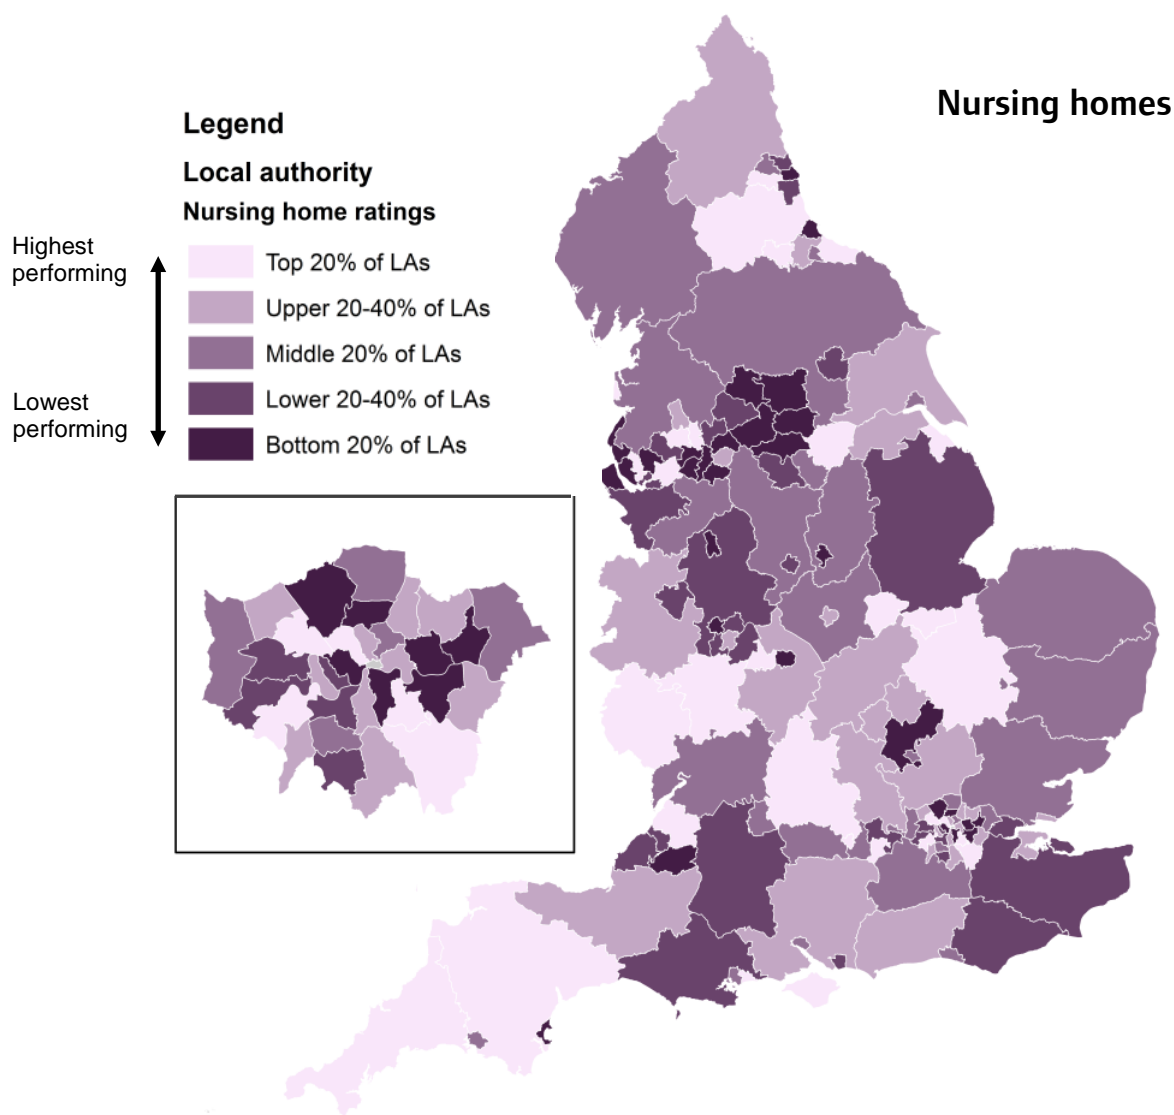 Nursing homes
Legend
Local authority
Nursing home ratings
Highest
performing
Top 20% of LAs
Upper 20-40% of LAs
Middle 20% of LAs
Lower 20-40% of LAs
Lowest
performing
Bottom 20% of LAs